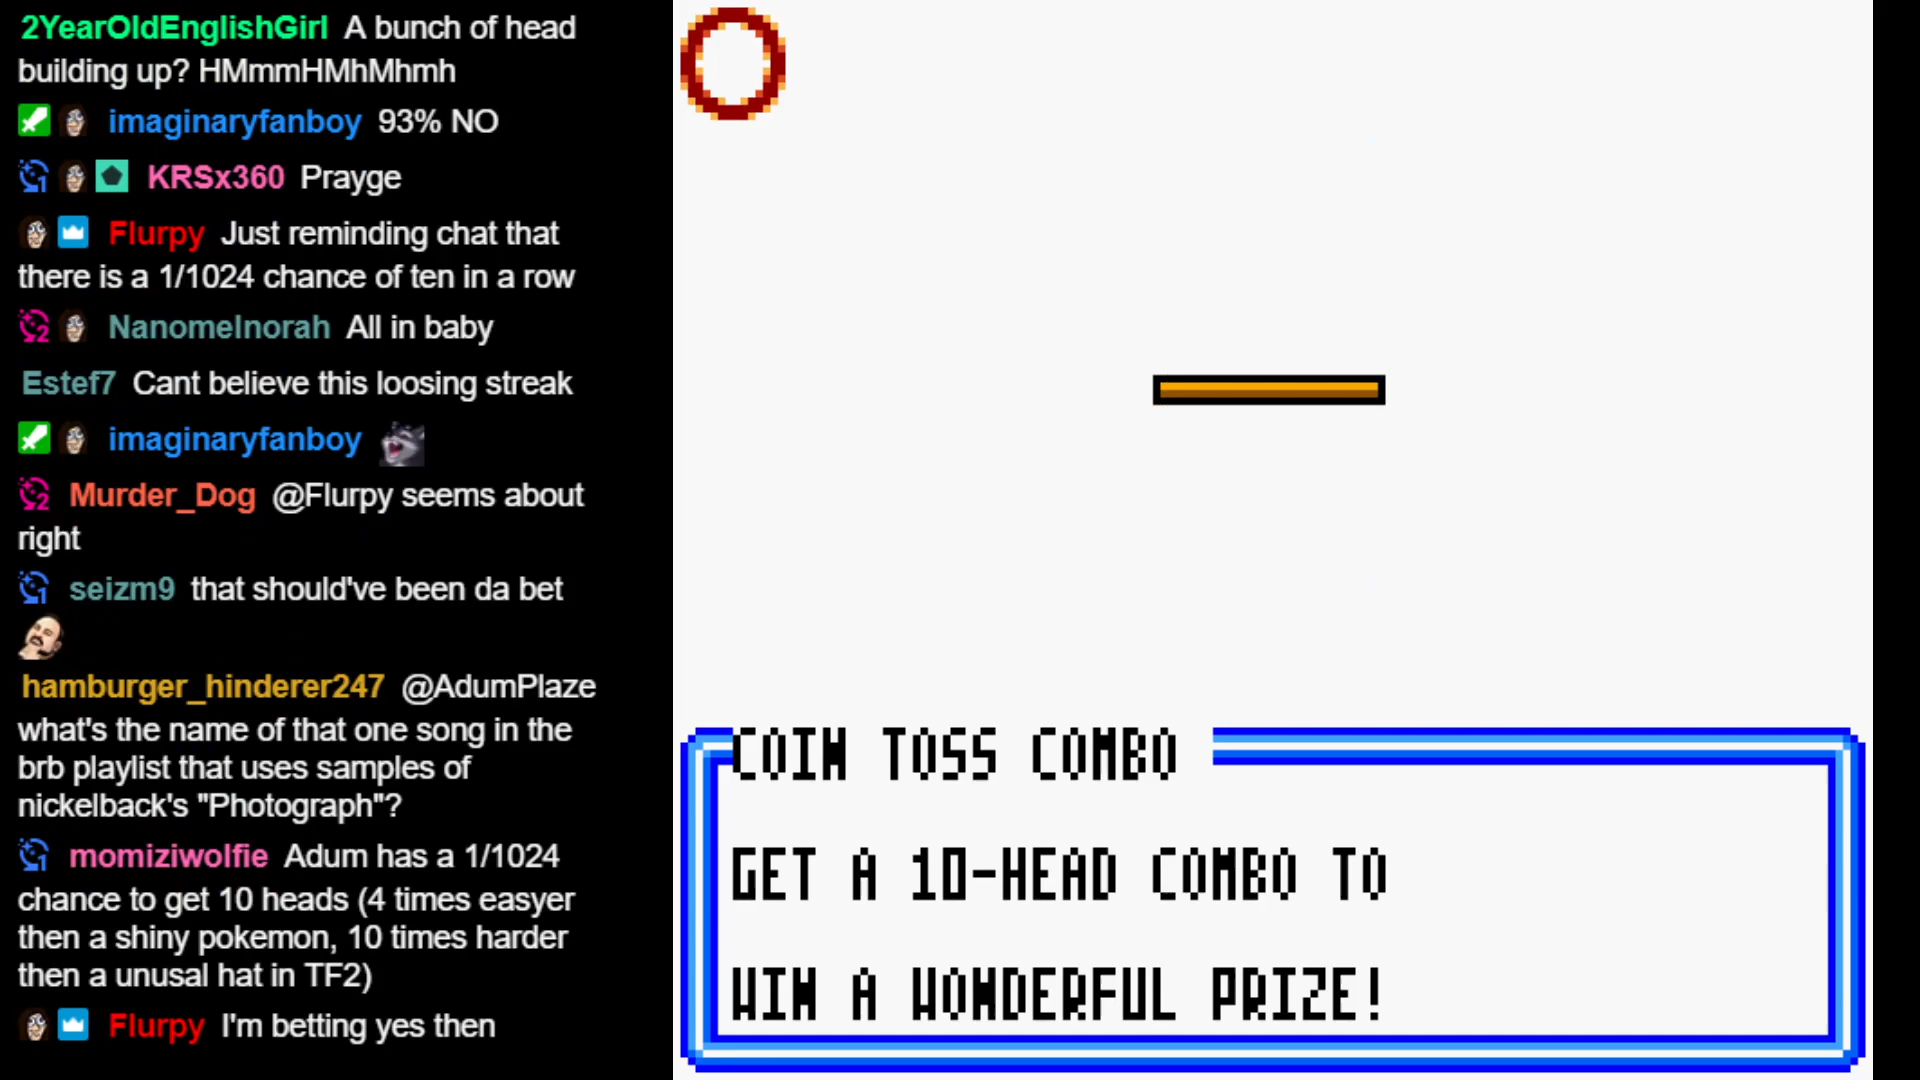 2YearOldEnglishGirl A bunch of head
building up? HMmmHMhMhmh
imaginaryfanboy 93% NO
KRSx360 Prayge
Flurpy Just reminding chat that
there is a 1/1024 chance of ten in a row
NanomeInorah All in baby
Estef7 Cant believe this loosing streak
imaginaryfanboy
Murder_Dog @Flurpy seems about
right
seizm9 that should've been da bet
hamburger_hinderer247 @AdumPlaze
what's the name of that one song in the
brb playlist that uses samples of
nickelback's "Photograph"?
momiziwolfie Adum has a 1/1024
chance to get 10 heads (4 times easyer
then a shiny pokemon, 10 times harder
then a unusal hat in TF2)
Flurpy I'm betting yes then
COIN TOSS COMBO
GET A 10-HEAD COMBO TO
WIN A WONDERFUL PRIZE!